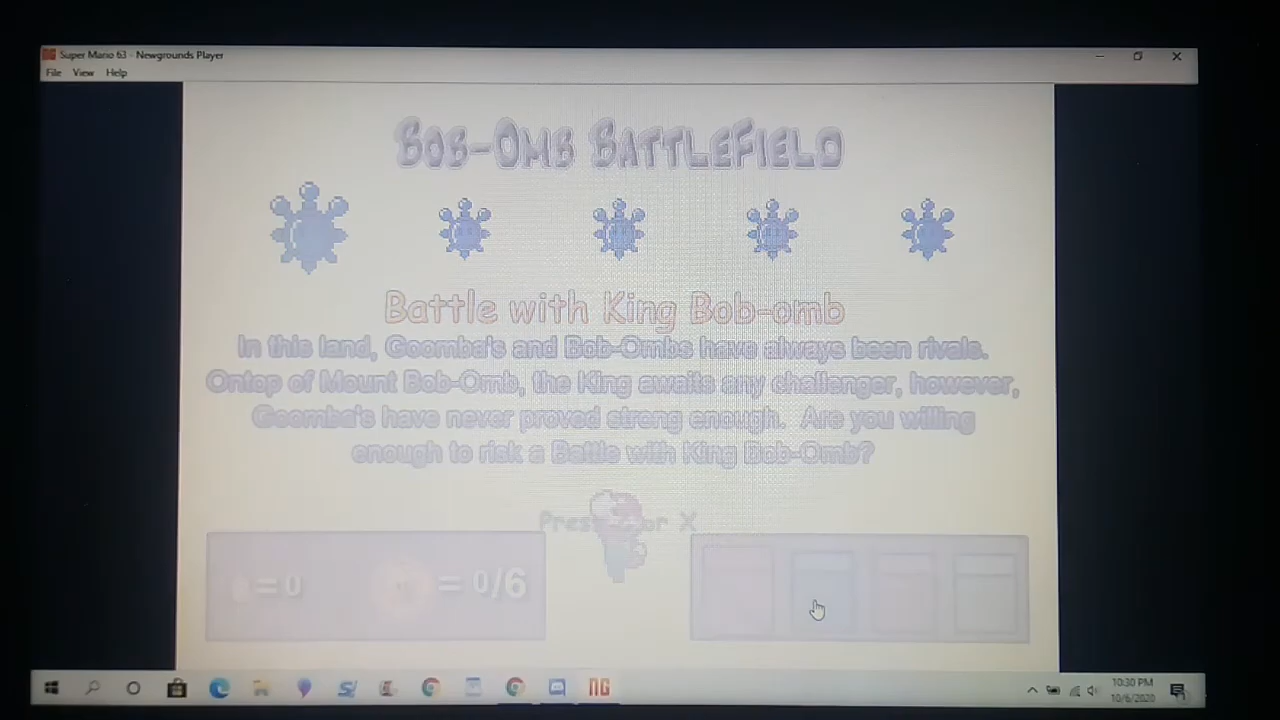 Super Mario 63 - Newgrounds Player
File View Help
Bob-Omb BattleField
Battle with King Bob-omb
In this land, Goomba's and Bob-Ombs have always been rivals.
Ontop of Mount Bob-Omb, the King awaits any challenger, however,
Goomba's have never proved strong enough. Are you willing
enough to risk a Battle with King Bob-Omb?
Press or X
= 0 = 0/6
10:30 PM
10/6/2020